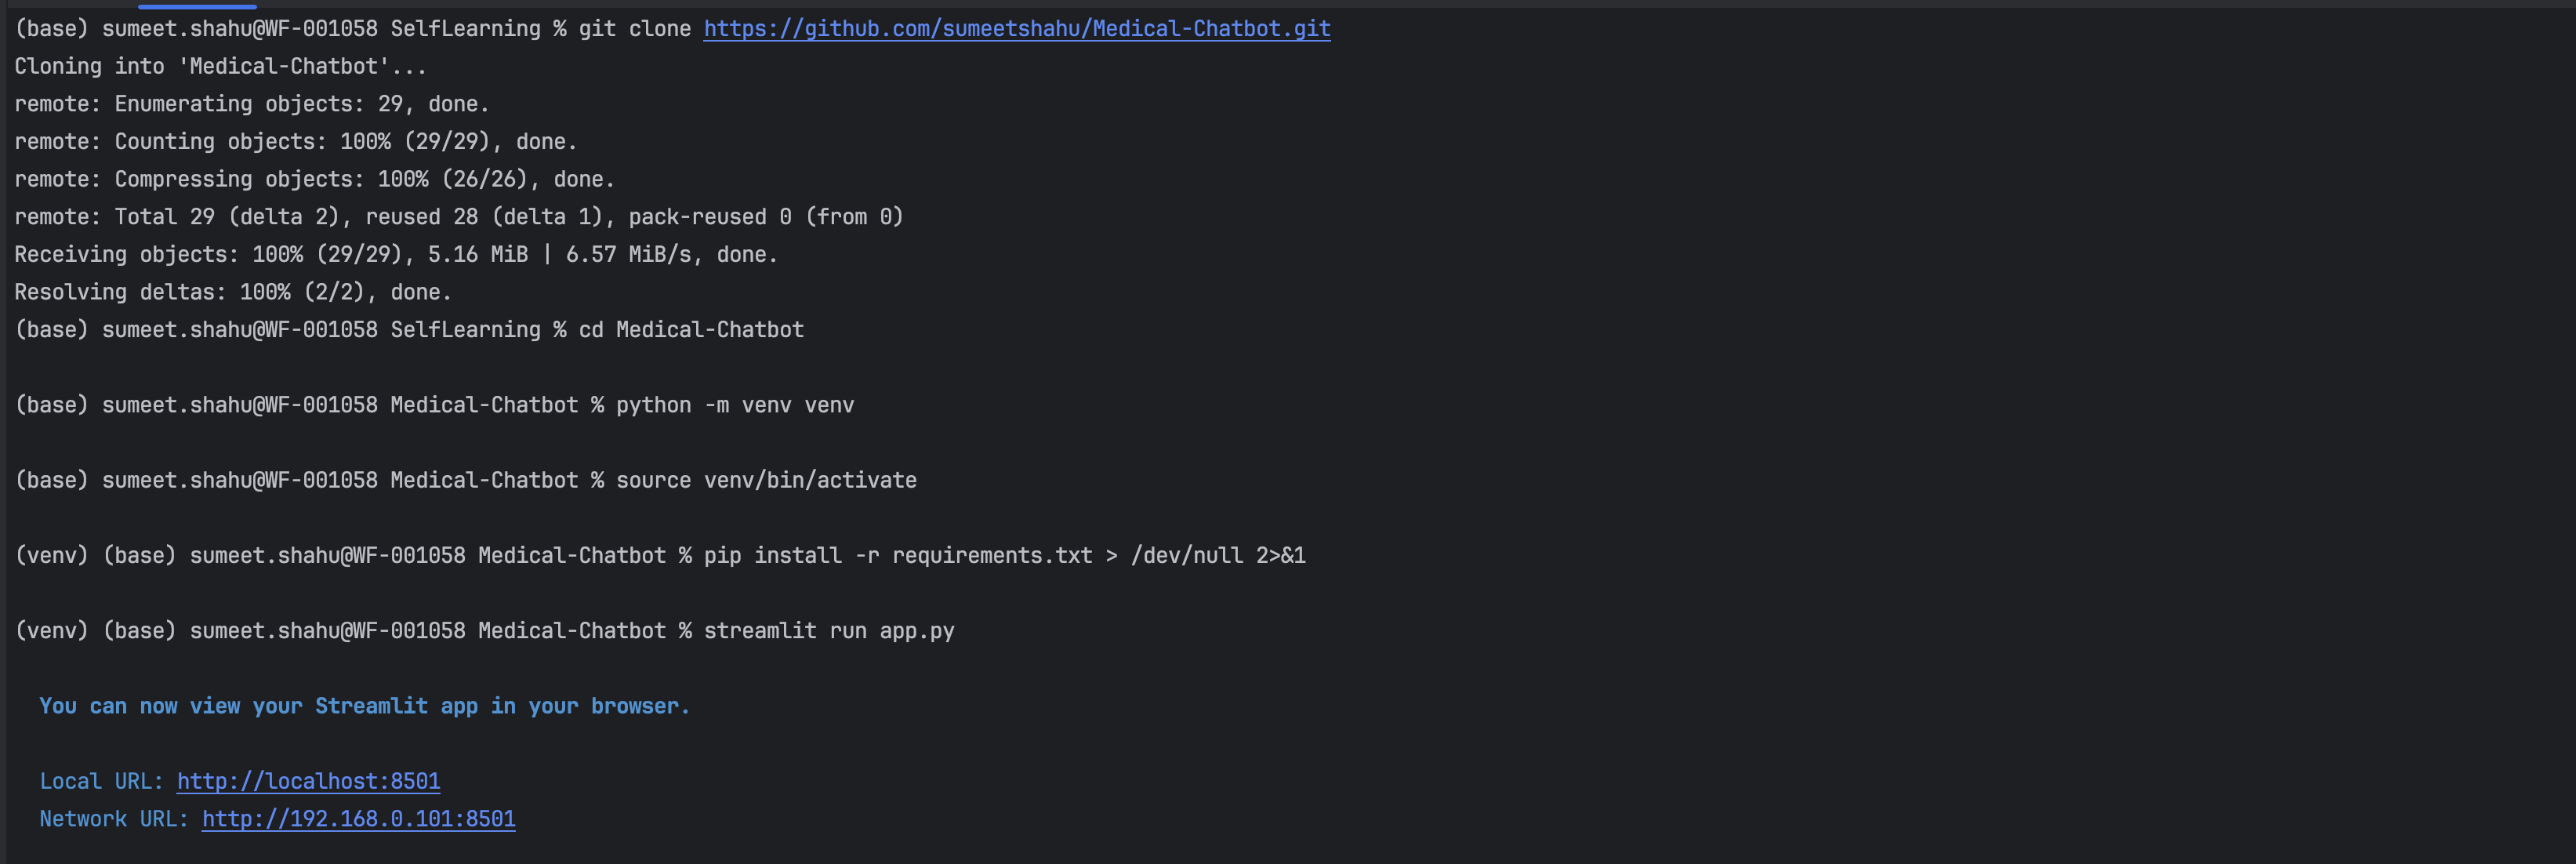 (base) sumeet.shahu@WF-001058 SelfLearning % git clone https://github.com/sumeetshahu/Medical-Chatbot.git
Cloning into 'Medical-Chatbot'...
remote: Enumerating objects: 29, done.
remote: Counting objects: 100% (29/29), done.
remote: Compressing objects: 100% (26/26), done.
remote: Total 29 (delta 2), reused 28 (delta 1), pack-reused 0 (from 0)
Receiving objects: 100% (29/29), 5.16 MiB | 6.57 MiB/s, done.
Resolving deltas: 100% (2/2), done.
(base) sumeet.shahu@WF-001058 SelfLearning % cd Medical-Chatbot
(base) sumeet.shahu@WF-001058 Medical-Chatbot % python -m venv venv
(base) sumeet.shahu@WF-001058 Medical-Chatbot % source venv/bin/activate
(venv) (base) sumeet.shahu@WF-001058 Medical-Chatbot % pip install -r requirements.txt > /dev/null 2>&1
(venv) (base) sumeet.shahu@WF-001058 Medical-Chatbot % streamlit run app.py
You can now view your Streamlit app in your browser.
Local URL: http://localhost:8501
Network URL: http://192.168.0.101:8501